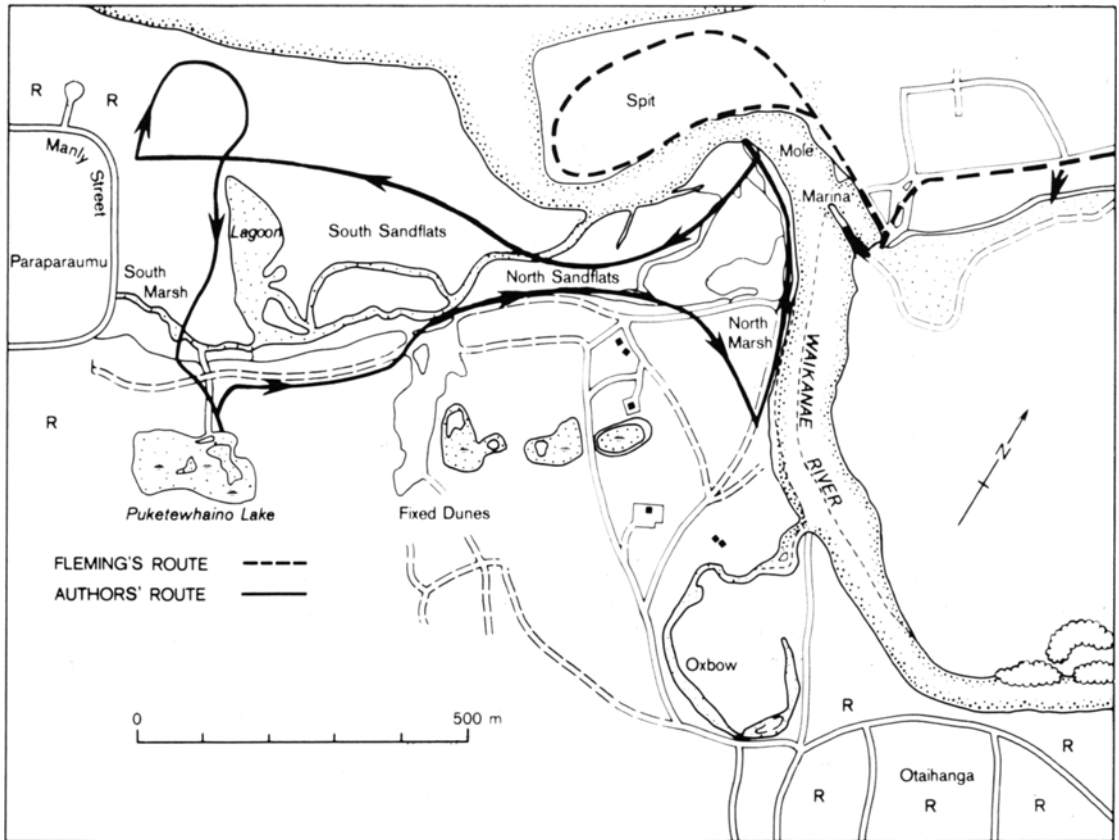 R
R
Manly Street
Paraparaumu
South
Marsh
Lagoon
South Sandflats
North Sandflats
Spit
Mole
Marina
North
Marsh
WAIKANAE
RIVER
N
R
Puketewhaino Lake
Fixed Dunes
FLEMING'S ROUTE
AUTHORS' ROUTE
0
500 m
Oxbow
R
R
Otaihanga
R
R
R